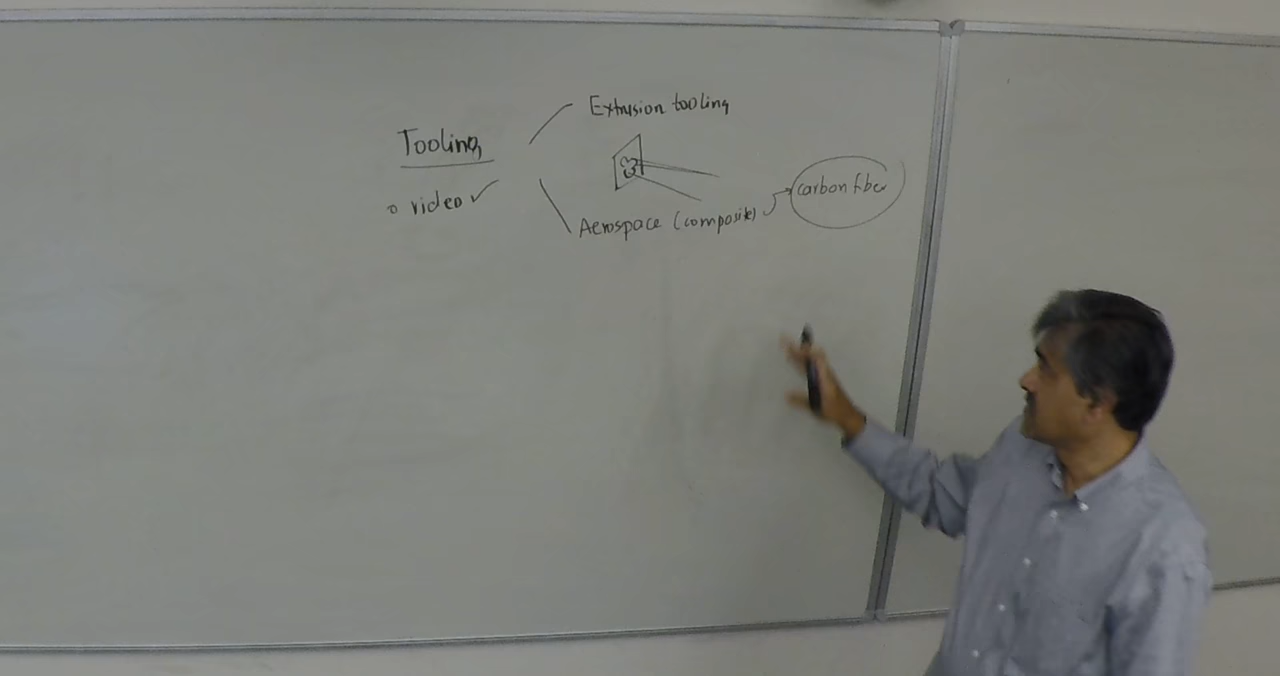 Extrusion tooling
Tooling
carbon fiber
video ✓
Aerospace (composite)